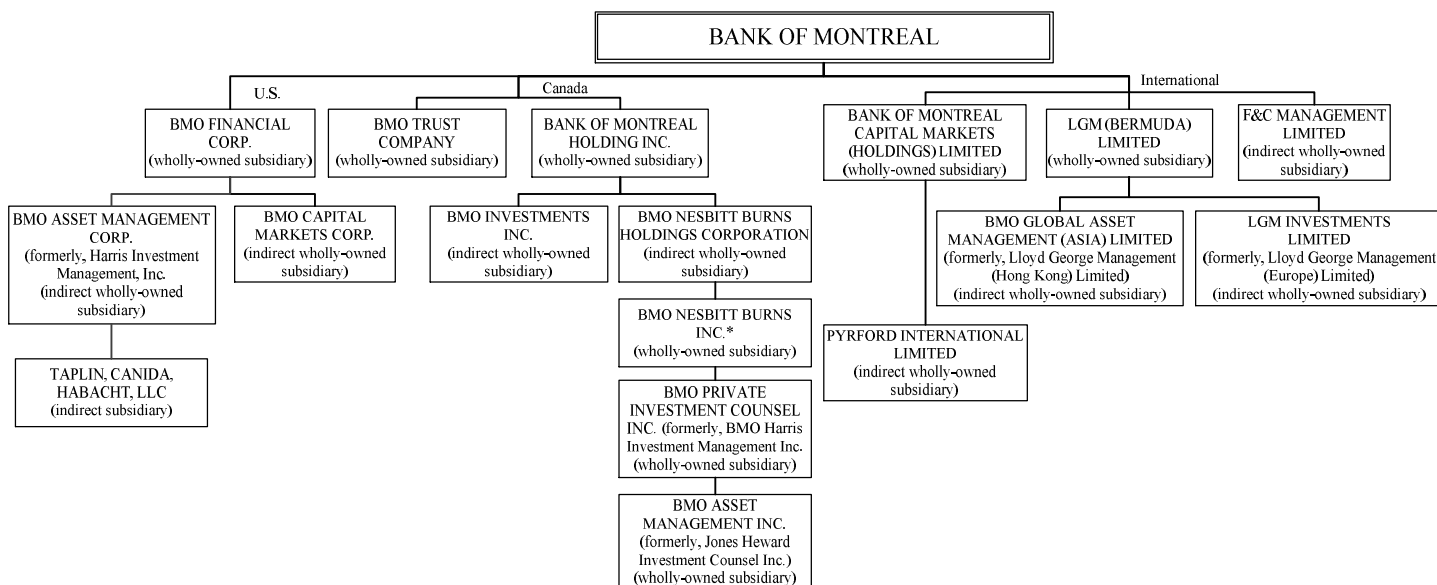 BANK OF MONTREAL
U.S.
Canada
International
BMO FINANCIAL
CORP.
(wholly-owned subsidiary)
BMO TRUST
COMPANY
(wholly-owned subsidiary)
BANK OF MONTREAL
HOLDING INC.
(wholly-owned subsidiary)
BANK OF MONTREAL
CAPITAL MARKETS
(HOLDINGS) LIMITED
(wholly-owned subsidiary)
LGM (BERMUDA)
LIMITED
(wholly-owned subsidiary)
F&C MANAGEMENT
LIMITED
(indirect wholly-owned
subsidiary)
BMO ASSET MANAGEMENT
CORP.
(formerly, Harris Investment
Management, Inc.
(indirect wholly-owned
subsidiary)
BMO CAPITAL
MARKETS CORP.
(indirect wholly-owned
subsidiary)
BMO INVESTMENTS
INC.
(indirect wholly-owned
subsidiary)
BMO NESBITT BURNS
HOLDINGS CORPORATION
(indirect wholly-owned
subsidiary)
BMO GLOBAL ASSET
MANAGEMENT (ASIA) LIMITED
(formerly, Lloyd George Management
(Hong Kong) Limited)
(indirect wholly-owned subsidiary)
LGM INVESTMENTS
LIMITED
(formerly, Lloyd George Management
(Europe) Limited)
(indirect wholly-owned subsidiary)
BMO NESBITT BURNS
INC.*
(wholly-owned subsidiary)
PYRFORD INTERNATIONAL
LIMITED
(indirect wholly-owned
subsidiary)
TAPLIN, CANIDA,
HABACHT, LLC
(indirect subsidiary)
BMO PRIVATE
INVESTMENT COUNSEL
INC. (formerly, BMO Harris
Investment Management Inc.
(wholly-owned subsidiary)
BMO ASSET
MANAGEMENT INC.
(formerly, Jones Heward
Investment Counsel Inc.)
(wholly-owned subsidiary)